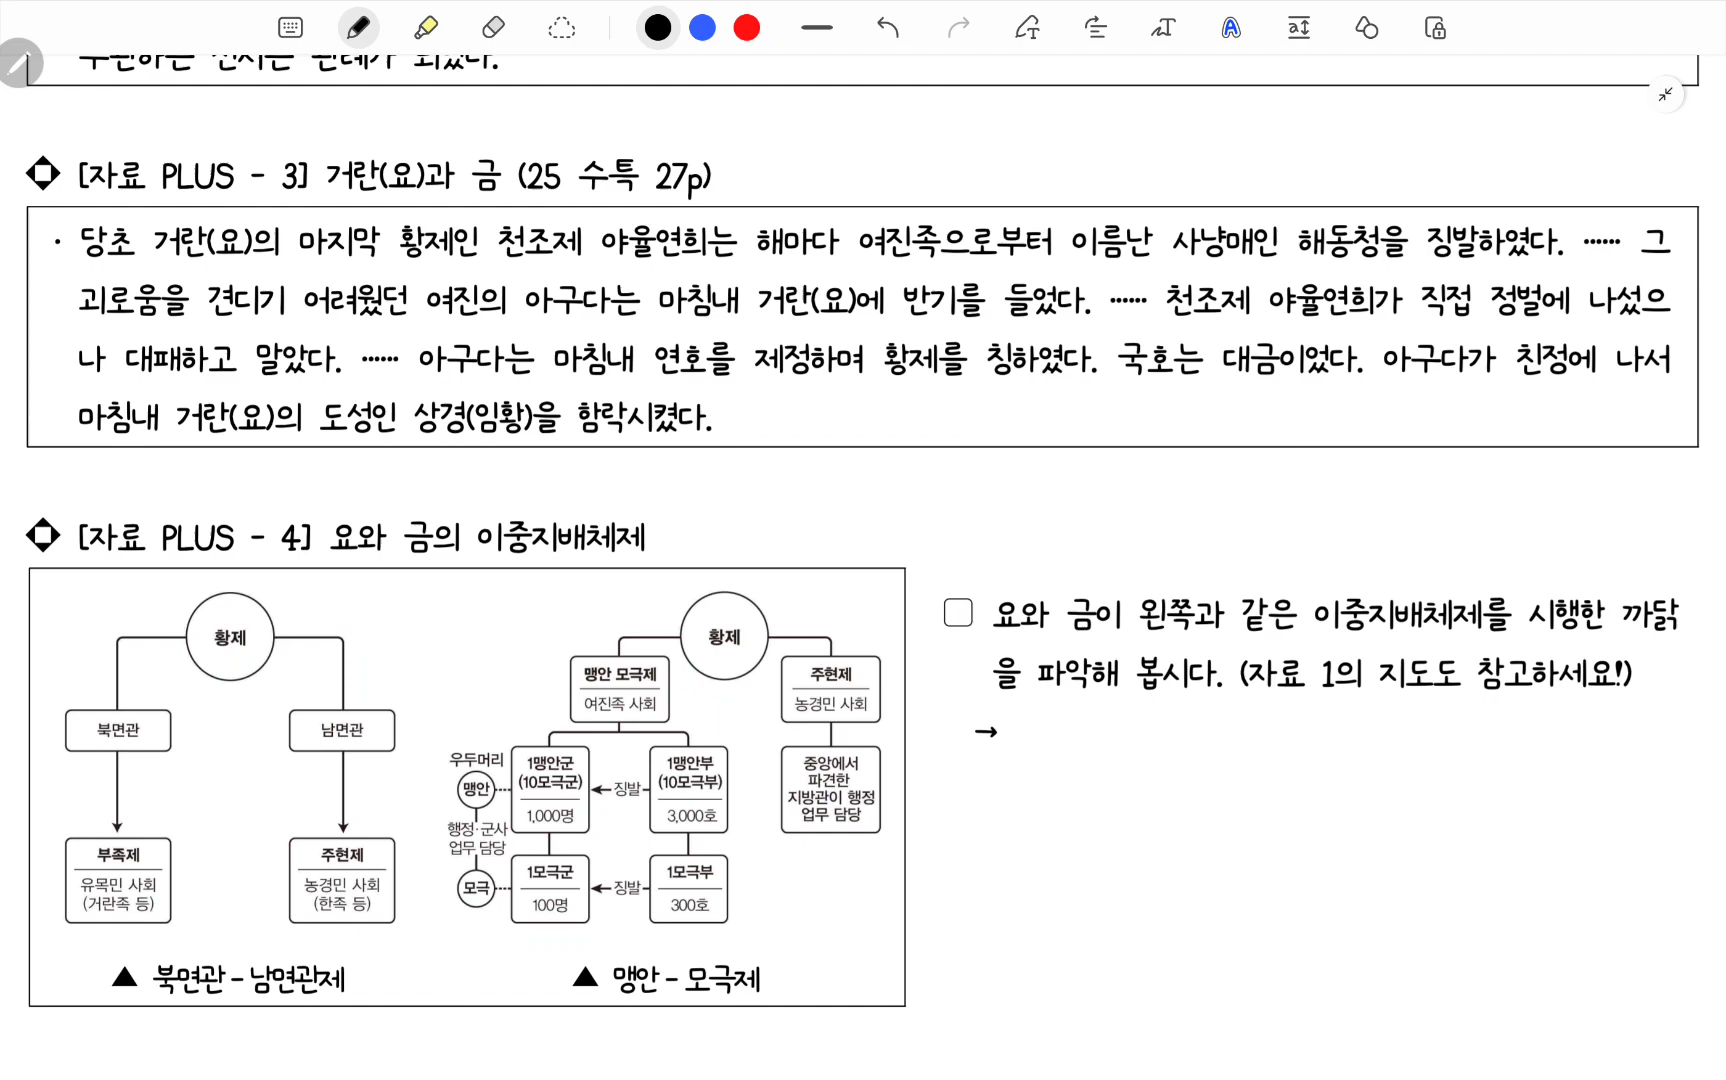 ◇ [자료 PLUS - 3] 거란(요)과 금 (25 수특 27p)
· 당초 거란(요)의 마지막 황제인 천조제 야율연희는 해마다 여진족으로부터 이름난 사냥매인 해동청을 징발하였다. …… 그
괴로움을 견디기 어려웠던 여진의 아구다는 마침내 거란(요)에 반기를 들었다. …… 천조제 야율연희가 직접 정벌에 나섰으
나 대패하고 말았다. …… 아구다는 마침내 연호를 제정하며 황제를 칭하였다. 국호는 대금이었다. 아구다가 친정에 나서
마침내 거란(요)의 도성인 상경(임황)을 함락시켰다.
◇ [자료 PLUS - 4] 요와 금의 이중지배체제
황제
북면관
남면관
부족제
유목민 사회
(거란족 등)
주현제
농경민 사회
(한족 등)
▲ 북면관 - 남면관제
황제
맹안 모극제
여진족 사회
주현제
농경민 사회
우두머리
맹안
행정·군사
업무 담당
모극
1맹안군
(10모극군)
1,000명
징발
1맹안부
(10모극부)
3,000호
1모극군
100명
징발
1모극부
300호
중앙에서
파견한
지방관이 행정
업무 담당
▲ 맹안 - 모극제
□ 요와 금이 왼쪽과 같은 이중지배체제를 시행한 까닭
을 파악해 봅시다. (자료 1의 지도도 참고하세요!)
→